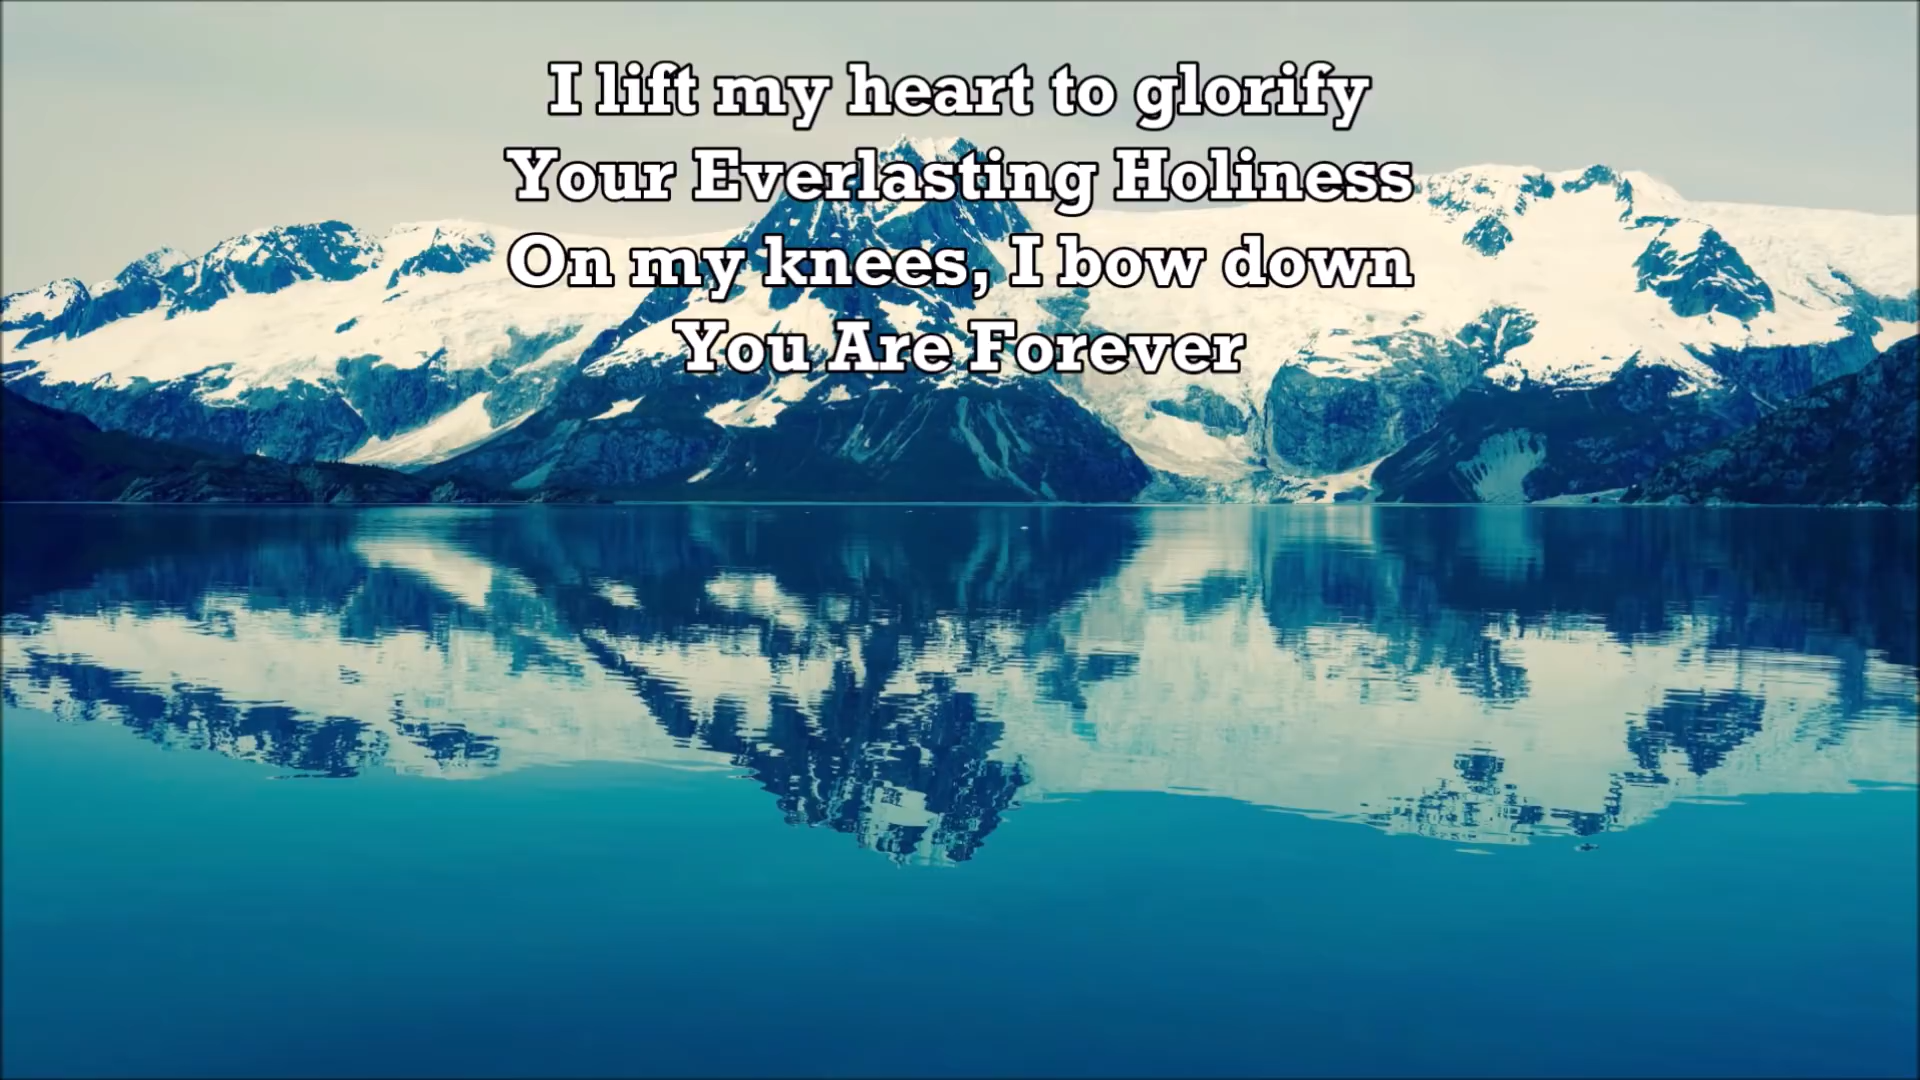 I lift my heart to glorify
Your Everlasting Holiness
On my knees, I bow down
You Are Forever